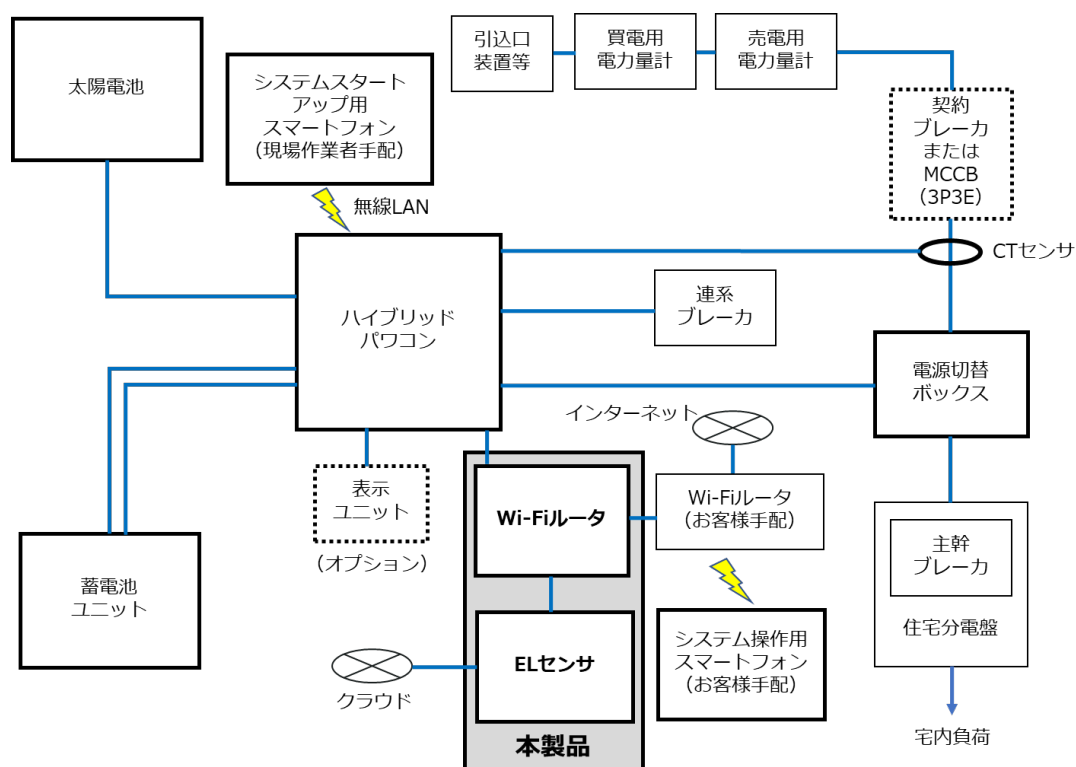 太陽電池
システムスタート
アップ用
スマートフォン
(現場作業者手配)
無線LAN
引込口
装置等
買電用
電力量計
売電用
電力量計
契約
ブレーカ
または
MCCB
(3P3E)
CTセンサ
ハイブリッド
パワコン
連系
ブレーカ
電源切替
ボックス
インターネット
表示
ユニット
(オプション)
Wi-Fiルータ
Wi-Fiルータ
(お客様手配)
主幹
ブレーカ
住宅分電盤
蓄電池
ユニット
ELセンサ
クラウド
システム操作用
スマートフォン
(お客様手配)
本製品
宅内負荷